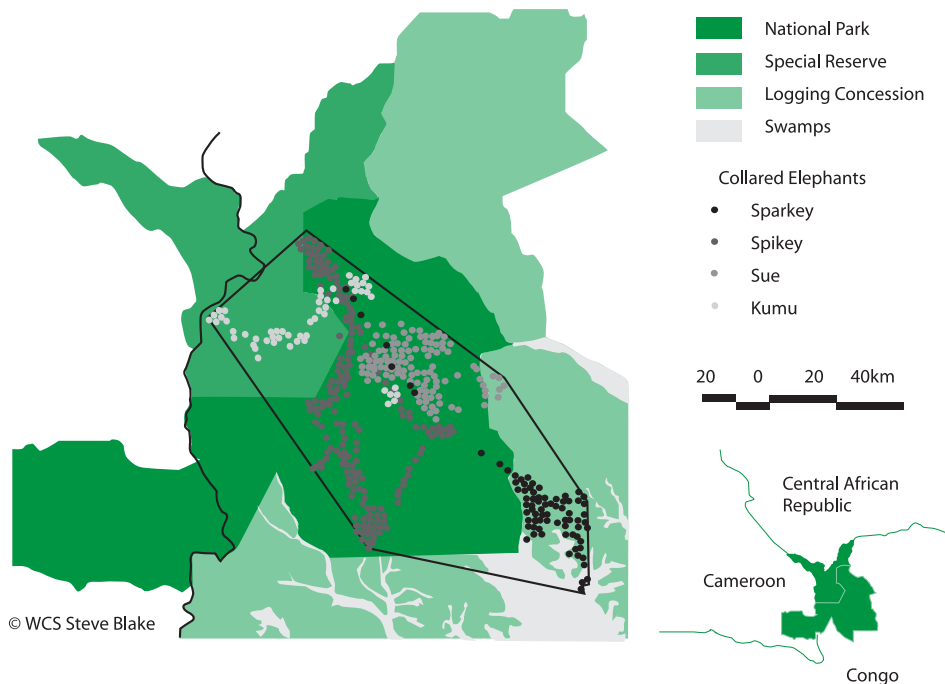 National Park
Special Reserve
Logging Concession
Swamps
Collared Elephants
Sparkey
Spikey
Sue
Kumu
20 0 20 40km
Central African
Republic
Cameroon
Congo
© WCS Steve Blake